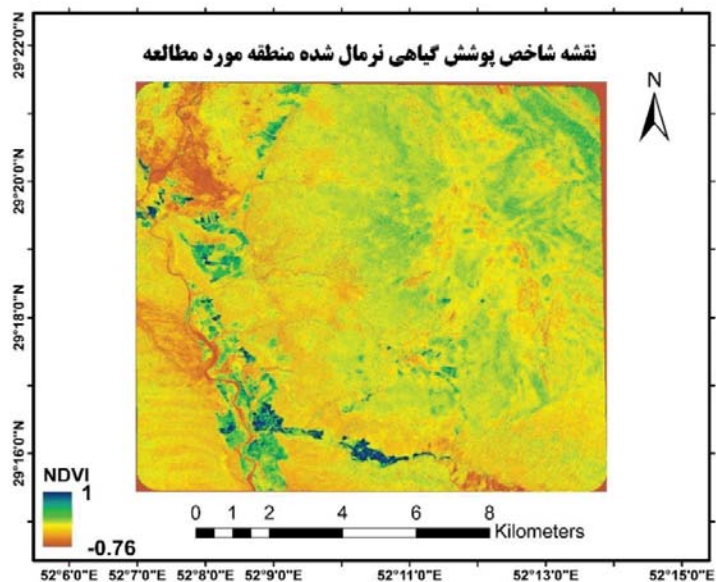 نقشه شاخص پوشش گیاهی نرمال شده منطقه مورد مطالعه
N
29°22'0"N
29°20'0"N
29°18'0"N
29°16'0"N
NDVI
1
-0.76
0 1 2 4 6 8
Kilometers
52°6'0"E 52°7'0"E 52°8'0"E 52°9'0"E 52°11'0"E 52°13'0"E 52°15'0"E